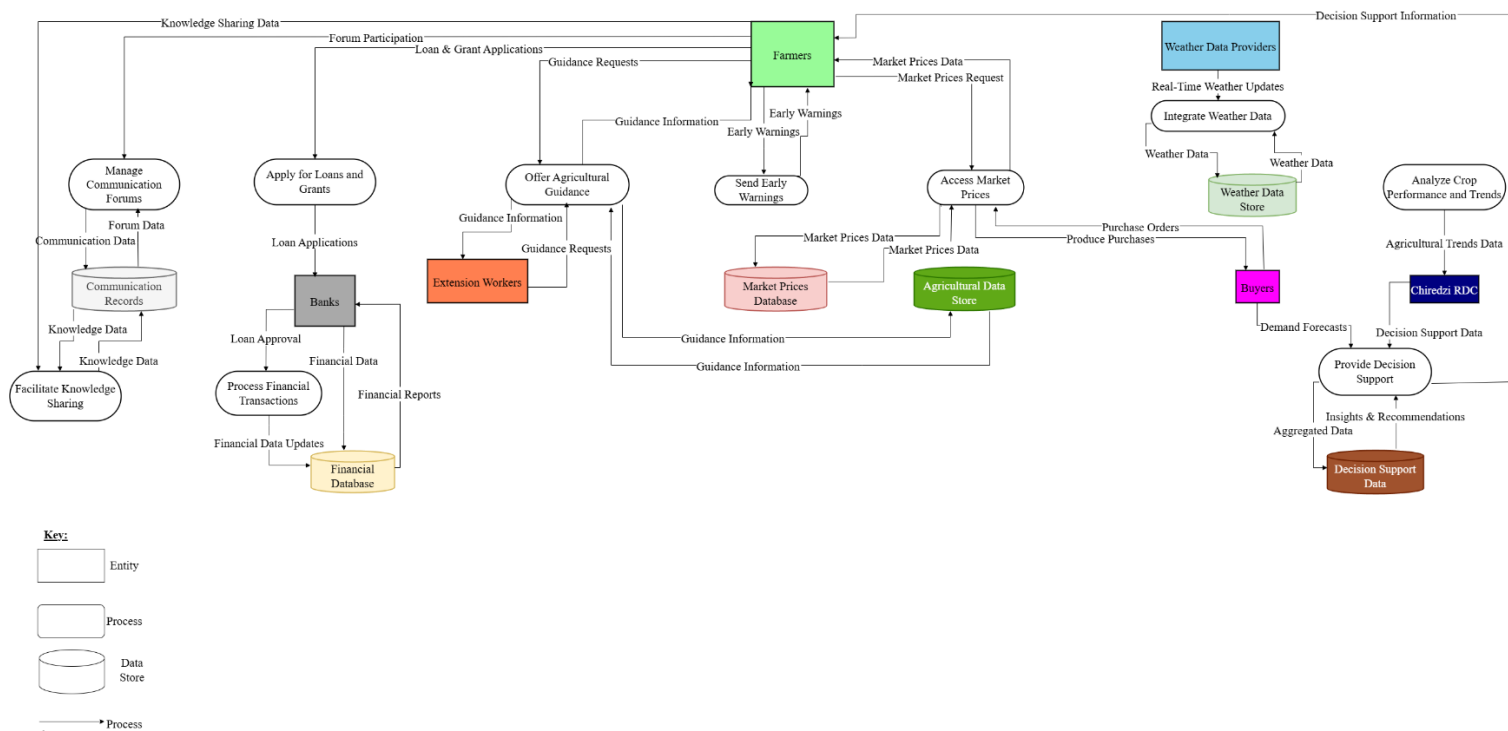 Knowledge Sharing Data
Decision Support Information
Forum Participation
Loan & Grant Applications
Guidance Requests
Farmers
Market Prices Data
Market Prices Request
Weather Data Providers
Real-Time Weather Updates
Early Warnings
Guidance Information
Early Warnings
Integrate Weather Data
Weather Data
Weather Data
Manage
Communication
Forums
Apply for Loans and
Grants
Offer Agricultural
Guidance
Send Early
Warnings
Access Market
Prices
Weather Data
Store
Analyze Crop
Performance and Trends
Forum Data
Communication Data
Loan Applications
Guidance Information
Guidance Requests
Market Prices Data
Market Prices Data
Purchase Orders
Produce Purchases
Agricultural Trends Data
Communication
Records
Banks
Extension Workers
Market Prices
Database
Agricultural Data
Store
Buyers
Chiredzi RDC
Knowledge Data
Knowledge Data
Loan Approval
Financial Data
Guidance Information
Guidance Information
Demand Forecasts
Decision Support Data
Facilitate Knowledge
Sharing
Process Financial
Transactions
Financial Reports
Provide Decision
Support
Financial Data Updates
Insights & Recommendations
Aggregated Data
Financial
Database
Decision Support
Data
Key:
Entity
Process
Data
Store
Process